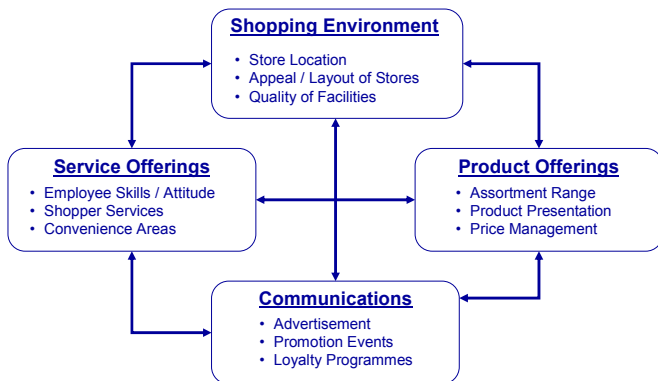 Shopping Environment
• Store Location
• Appeal / Layout of Stores
• Quality of Facilities
Service Offerings
• Employee Skills / Attitude
• Shopper Services
• Convenience Areas
Product Offerings
• Assortment Range
• Product Presentation
• Price Management
Communications
• Advertisement
• Promotion Events
• Loyalty Programmes